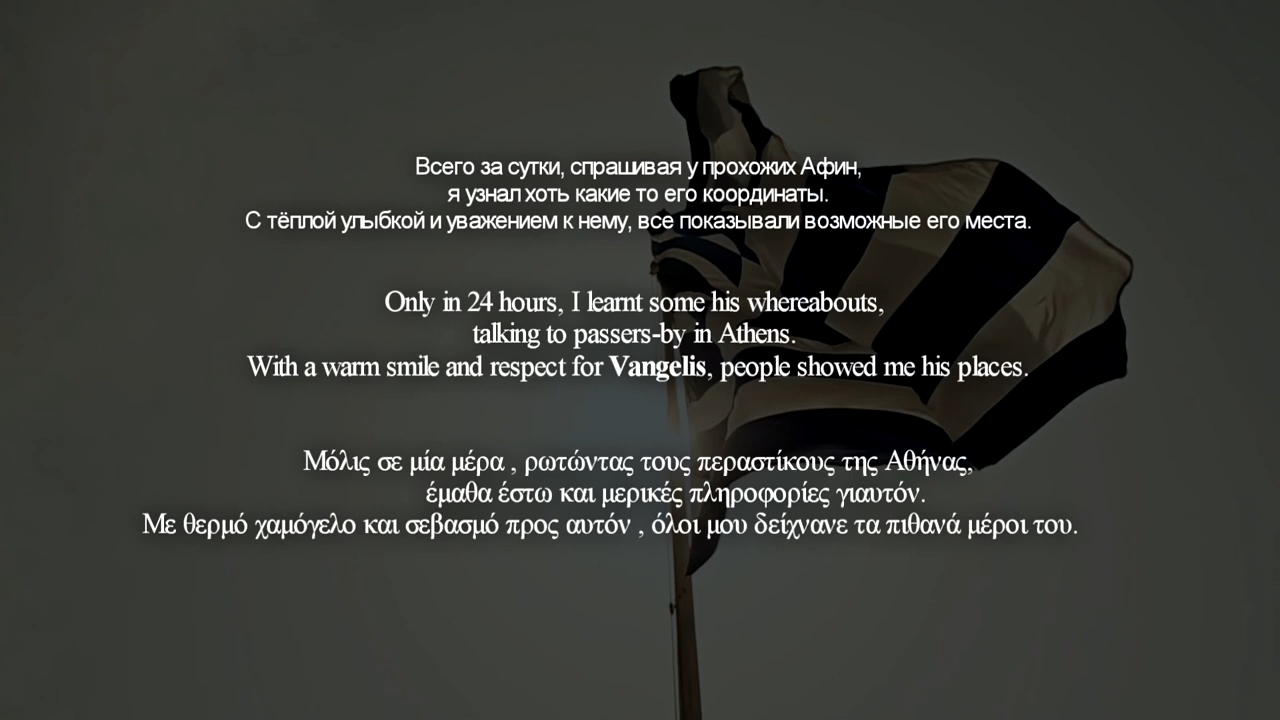 Всего за сутки, спрашивая у прохожих Афин,
я узнал хоть какие то его координаты.
С тёплой улыбкой и уважением к нему, все показывали возможные его места.
Only in 24 hours, I learnt some his whereabouts,
talking to passers-by in Athens.
With a warm smile and respect for Vangelis, people showed me his places.
Μόλις σε μία μέρα , ρωτώντας τους περαστίκους της Αθήνας,
έμαθα έστω και μερικές πληροφορίες γιαυτόν.
Με θερμό χαμόγελο και σεβασμό προς αυτόν , όλοι μου δείχνανε τα πιθανά μέροι του.